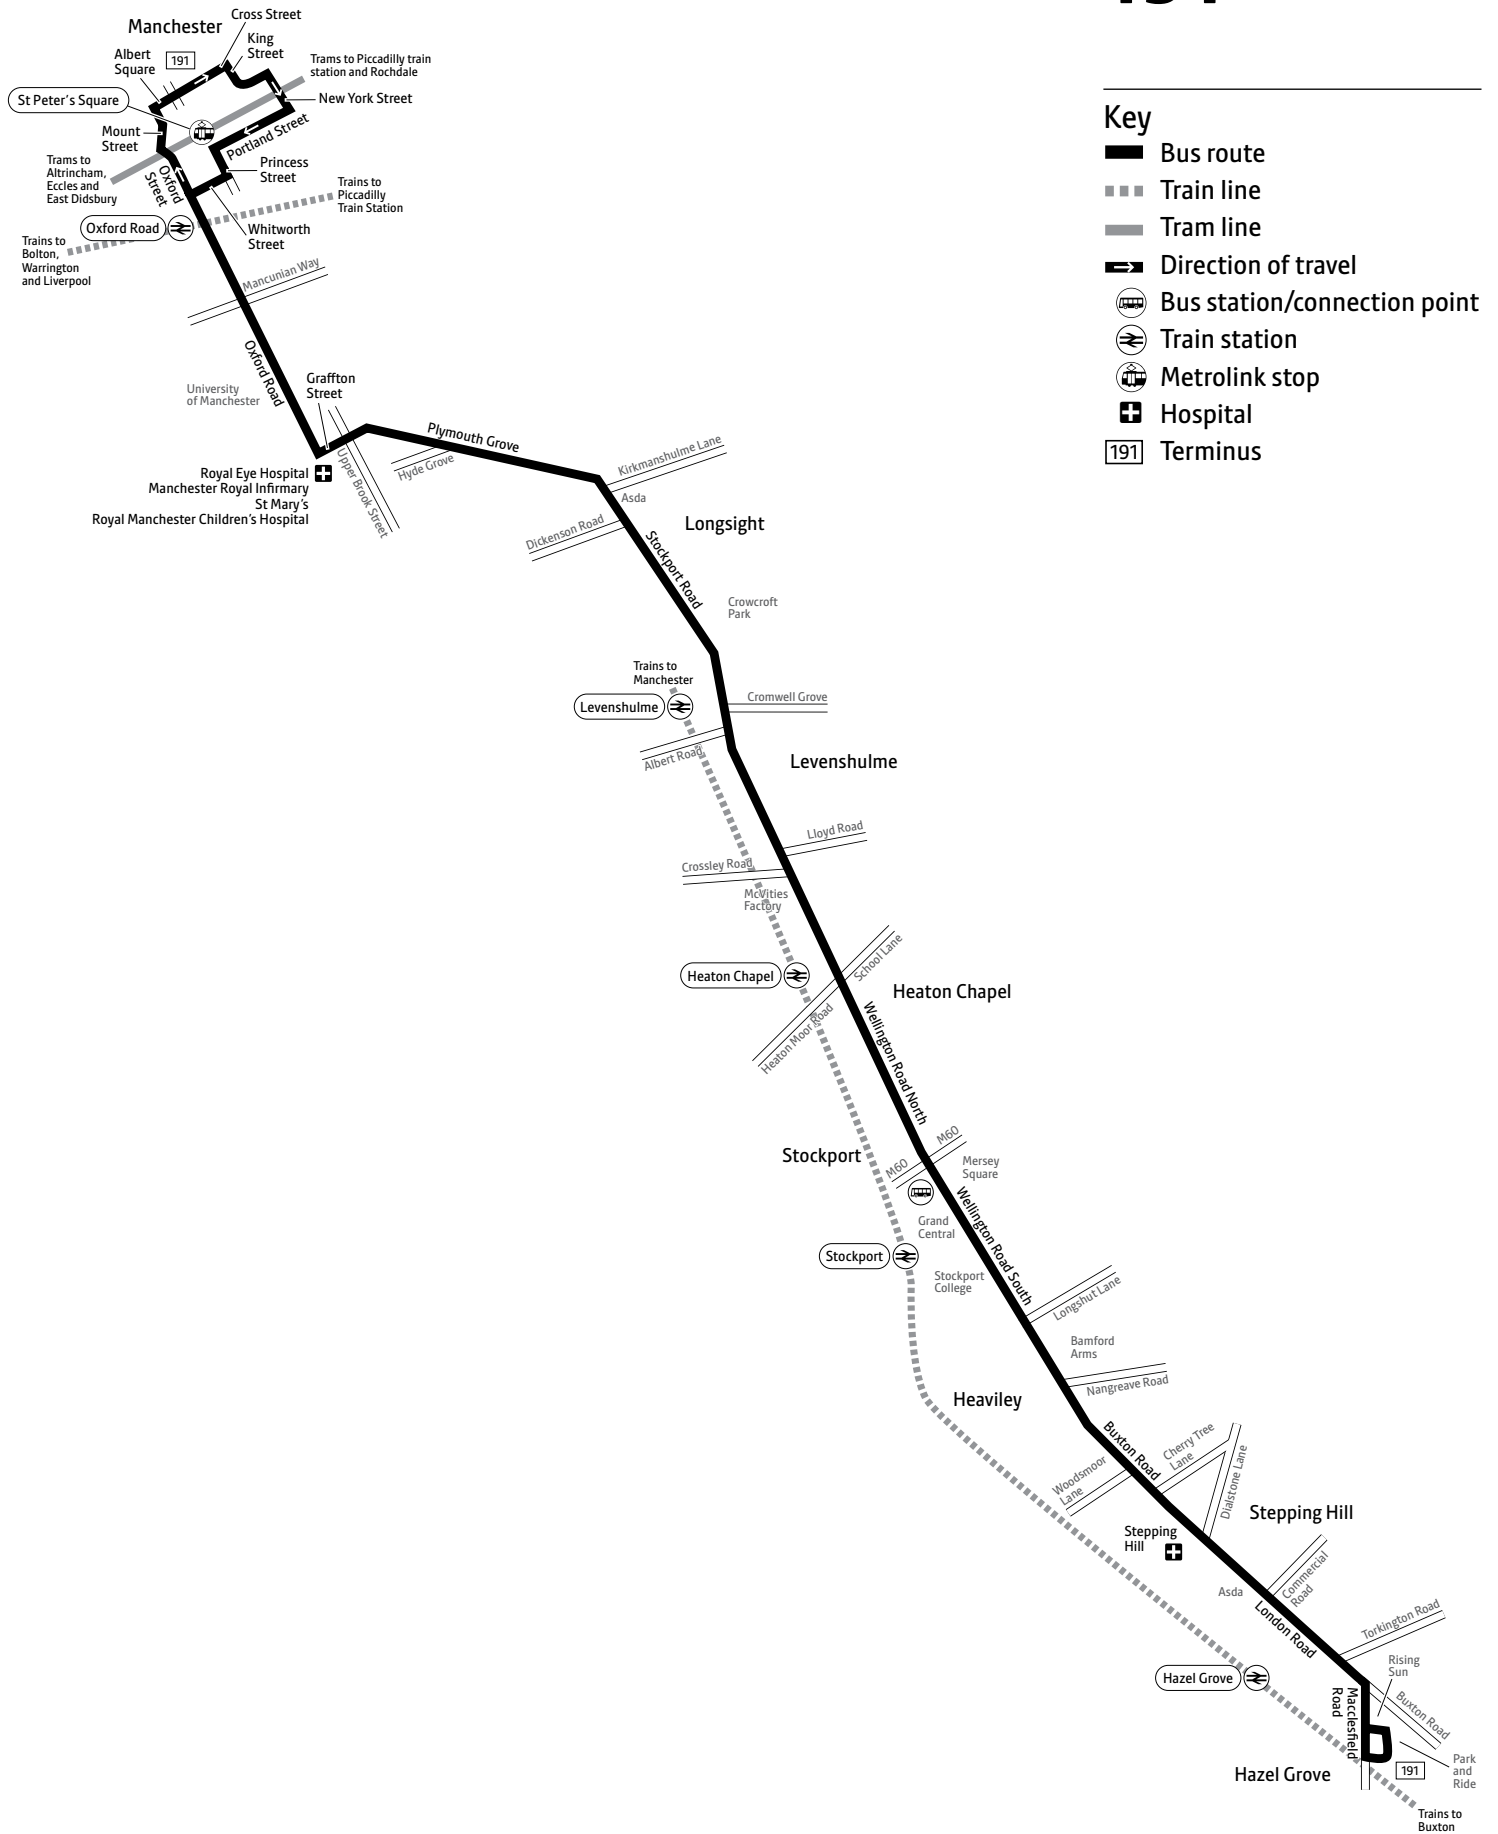 Manchester
Cross Street
King
Street
Albert
Square
191
Trams to Piccadilly train
station and Rochdale
St Peter's Square
New York Street
Mount
Street
Portland Street
Trams to
Altrincham,
Eccles and
East Didsbury
Oxford
Street
Princess
Street
Trains to
Piccadilly
Train Station
Oxford Road
Whitworth
Street
Trains to
Bolton,
Warrington
and Liverpool
Mancunian Way
Oxford Road
University
of Manchester
Graffton
Street
Plymouth Grove
Hyde Grove
Upper Brook Street
Royal Eye Hospital
Manchester Royal Infirmary
St Mary's
Royal Manchester Children's Hospital
Kirkmanshulme Lane
Asda
Longsight
Dickenson Road
Stockport Road
Crowcroft
Park
Trains to
Manchester
Levenshulme
Cromwell Grove
Albert Road
Levenshulme
Lloyd Road
Crossley Road
McVities
Factory
School Lane
Heaton Chapel
Heaton Chapel
Heaton Moor Road
Wellington Road North
Stockport
M60
M60
Mersey
Square
Wellington Road South
Grand
Central
Stockport
Stockport
College
Longshut Lane
Bamford
Arms
Nangreave Road
Heaviley
Buxton Road
Cherry Tree
Lane
Woodsmoor
Lane
Dialstone Lane
Stepping Hill
Stepping
Hill
Commercial
Road
Asda
London Road
Torkington Road
Rising
Sun
Hazel Grove
Macclesfield
Road
Buxton Road
Hazel Grove
191
Park
and
Ride
Trains to
Buxton
Key
Bus route
Train line
Tram line
Direction of travel
Bus station/connection point
Train station
Metrolink stop
Hospital
191 Terminus